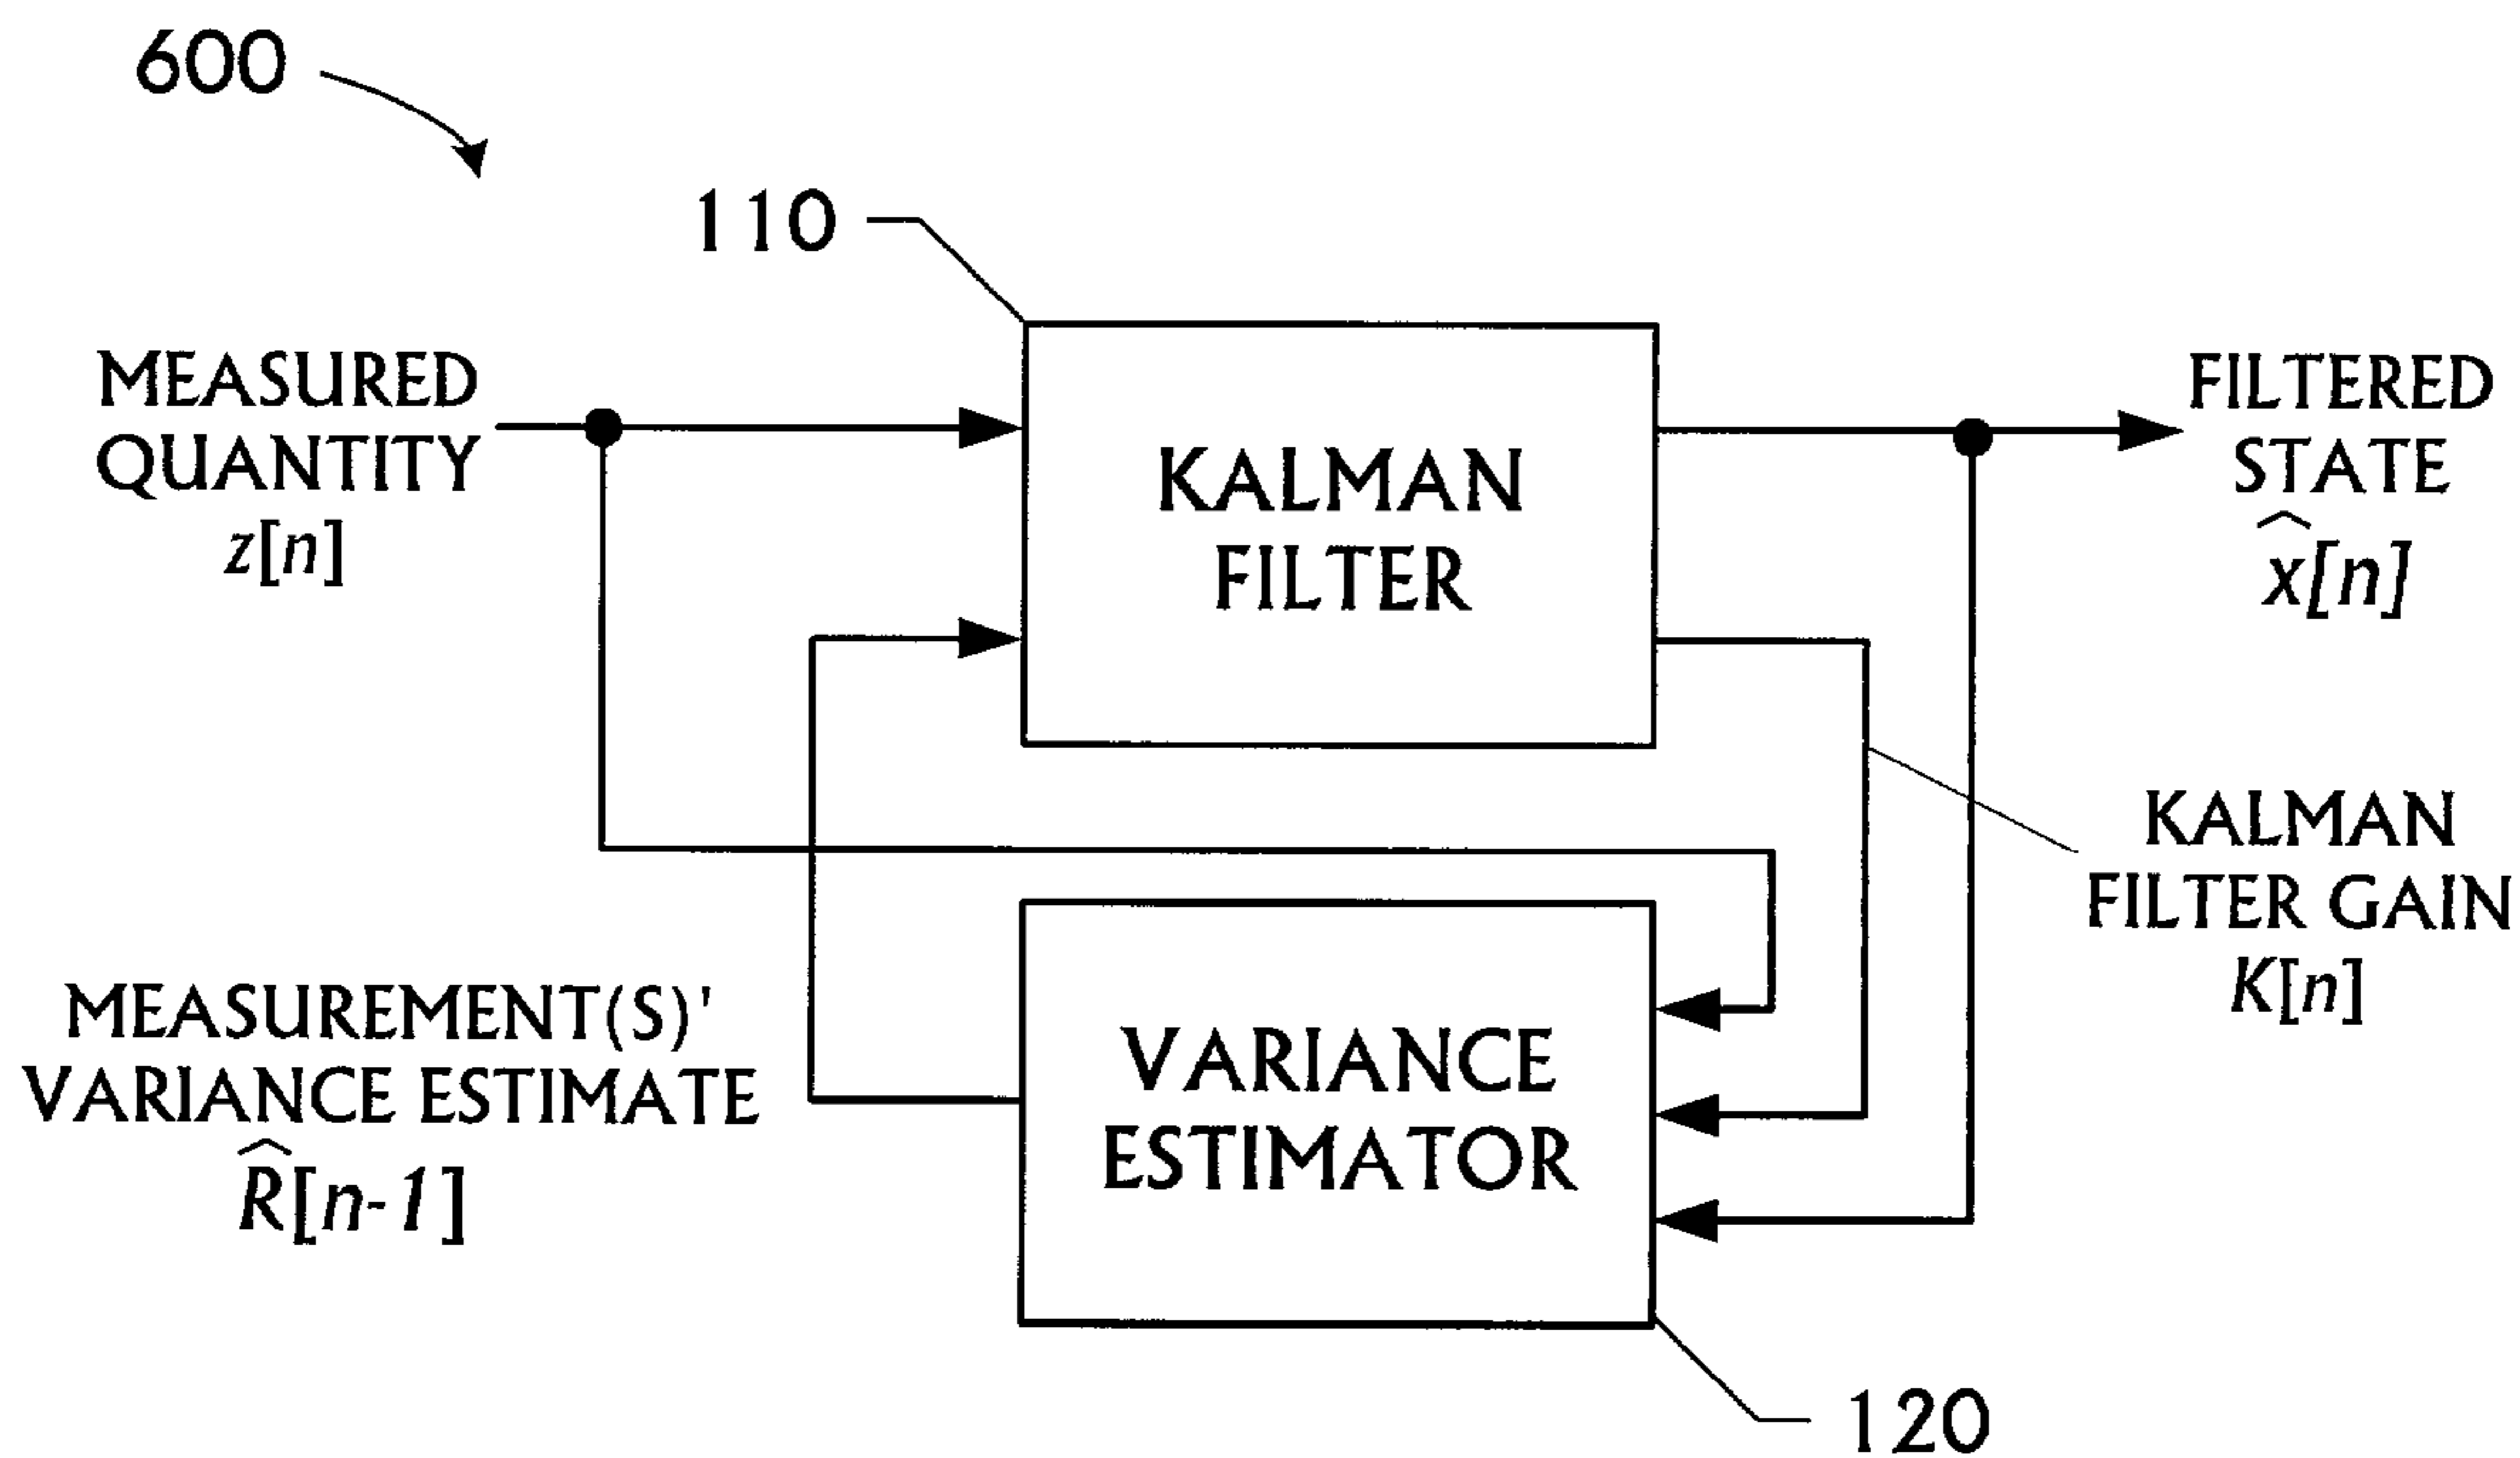 600
110
MEASURED
QUANTITY
z[n]
KALMAN
FILTER
FILTERED
STATE
x̂[n]
KALMAN
FILTER GAIN
K[n]
MEASUREMENT(S)'
VARIANCE ESTIMATE
R̂[n-1]
VARIANCE
ESTIMATOR
120